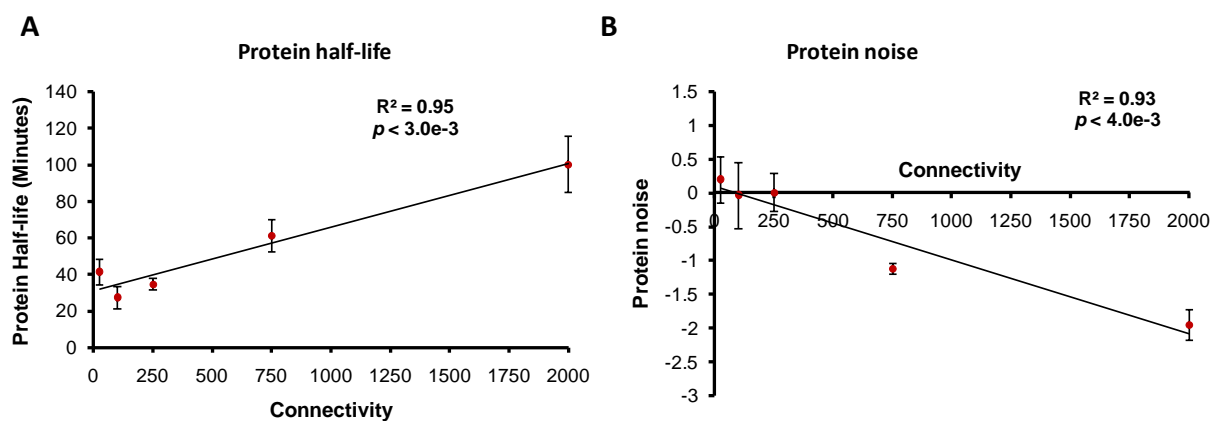 A
Protein half-life
R² = 0.95
p < 3.0e-3
Protein Half-life (Minutes)
140
120
100
80
60
40
20
0
0 250 500 750 1000 1250 1500 1750 2000
Connectivity
B
Protein noise
R² = 0.93
p < 4.0e-3
Connectivity
Protein noise
1.5
1
0.5
0
-0.5
-1
-1.5
-2
-2.5
-3
0 250 500 750 1000 1250 1500 1750 2000